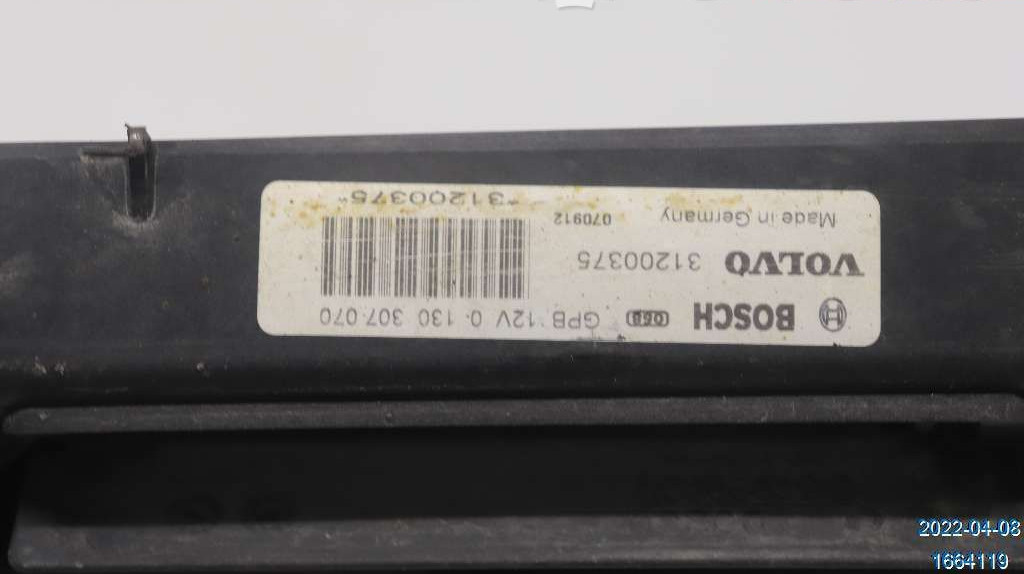 BOSCH GPB 12V 0 130 307 070
VOLVO 31200375
Made in Germany 070912
*31200375*
2022-04-08
1664119